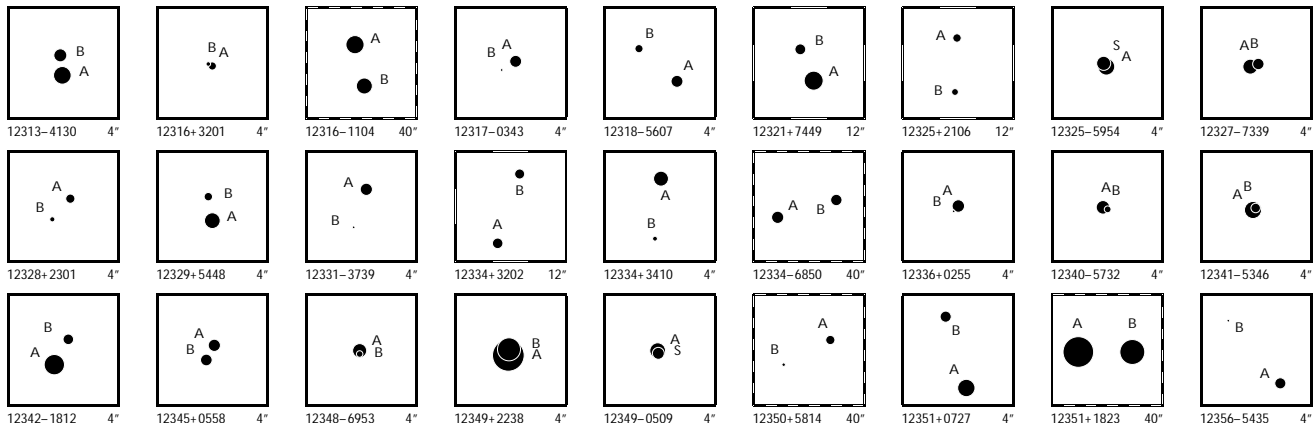 B
A
B
A
A
B
B
A
B
A
B
A
A
B
S
A
A B
12313–4130 4″ 12316+3201 4″ 12316–1104 40″ 12317–0343 4″ 12318–5607 4″ 12321+7449 12″ 12325+2106 12″ 12325–5954 4″ 12327–7339 4″
A
B
B
A
A
B
B
A
A
B
A
B
A
B
A B
B
A
12328+2301 4″ 12329+5448 4″ 12331–3739 4″ 12334+3202 12″ 12334+3410 4″ 12334–6850 40″ 12336+0255 4″ 12340–5732 4″ 12341–5346 4″
B
A
A
B
A
B
B
A
A
S
A
B
B
A
A B
B
A
12342–1812 4″ 12345+0558 4″ 12348–6953 4″ 12349+2238 4″ 12349–0509 4″ 12350+5814 40″ 12351+0727 4″ 12351+1823 40″ 12356–5435 4″